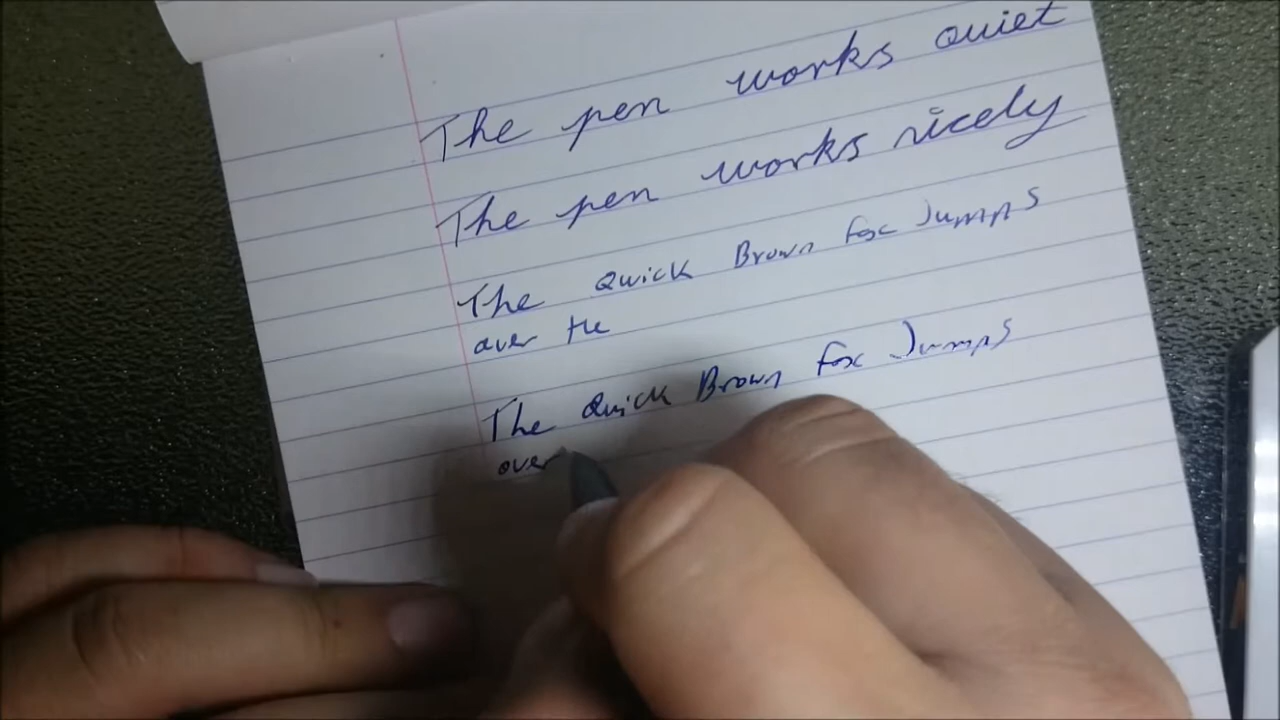 The pen works quiet
The pen works nicely
The Quick Brown fox Jumps
over the
The Quick Brown fox Jumps
over